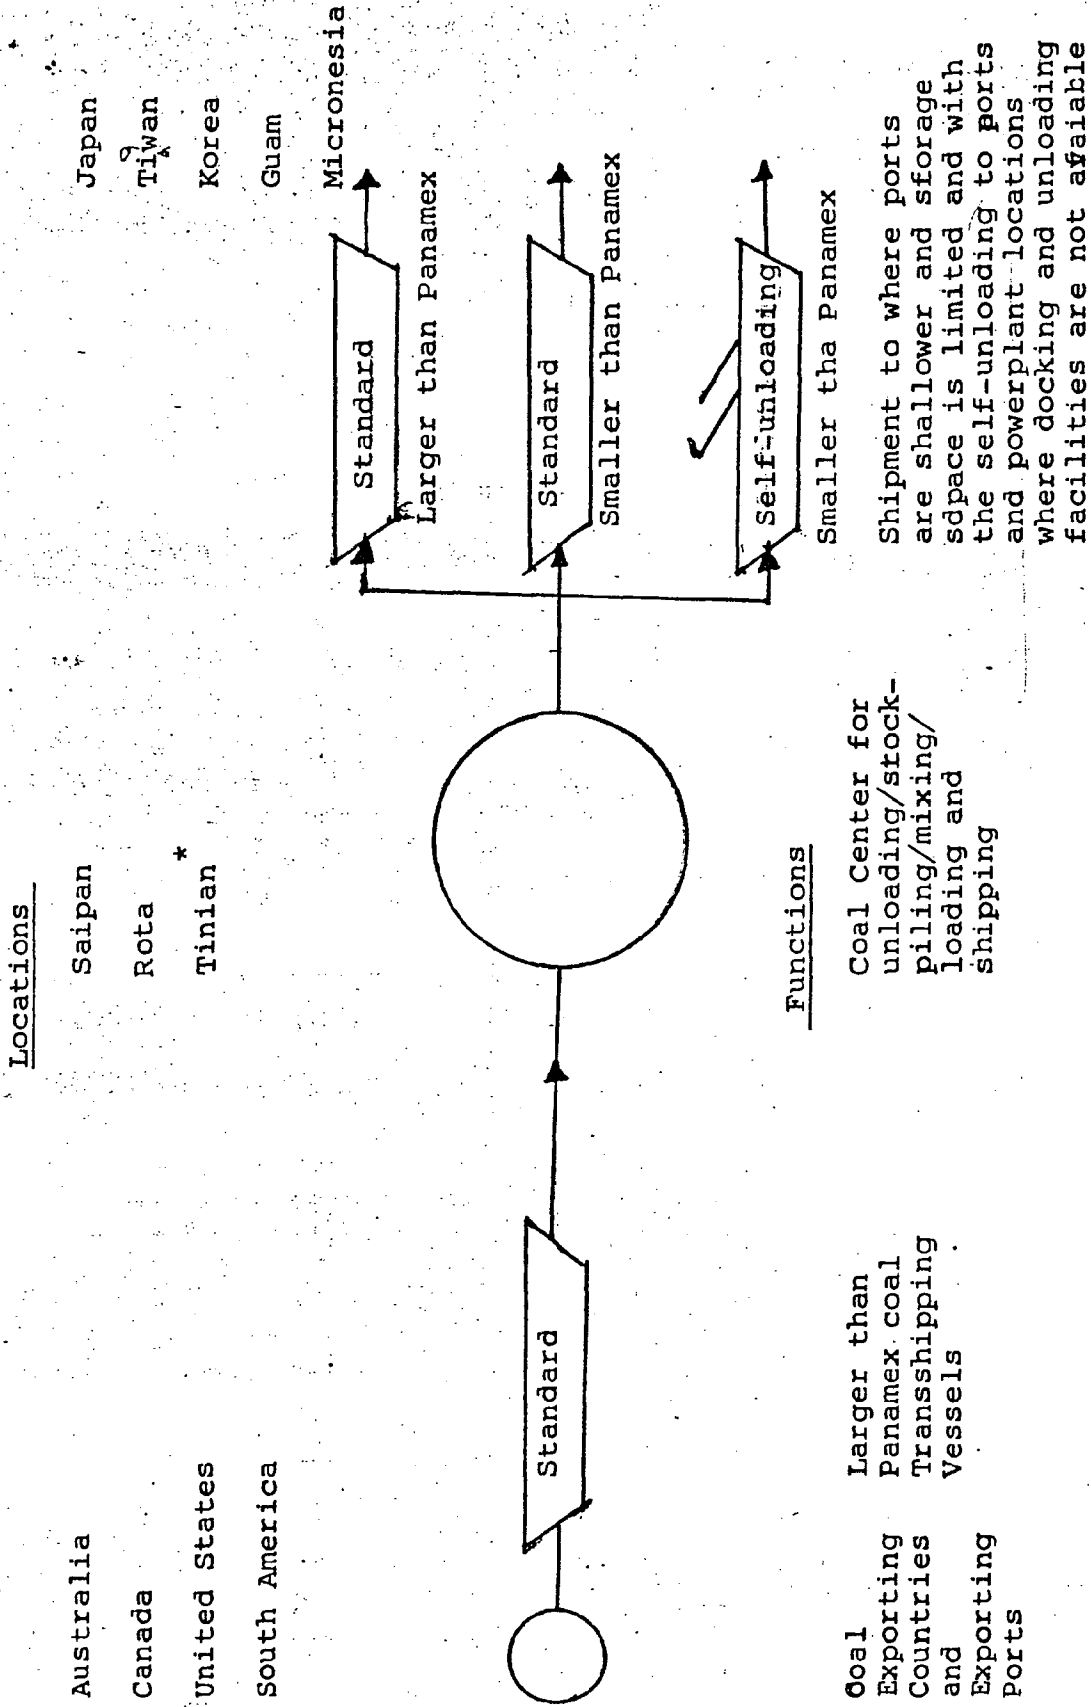 Locations
Australia
Canada
United States
South America
Saipan
Rota
Tinian*
Japan
Tiwan
a
Korea
Guam
Micronesia
Standard
Standard
Larger than Panamex
Standard
Smaller than Panamex
Self-unloading
Smaller tha Panamex
Functions
Coal
Exporting
Countries
and
Exporting
Ports
Larger than
Panamex coal
Transshipping
Vessels
Coal Center for
unloading/stock-
pilling/mixing/
loading and
shipping
Shipment to where ports
are shallower and sforage
sdpace is limited and with
the self-unloading to ports
and powerplant locations
where docking and unloading
facilities are not afaiable